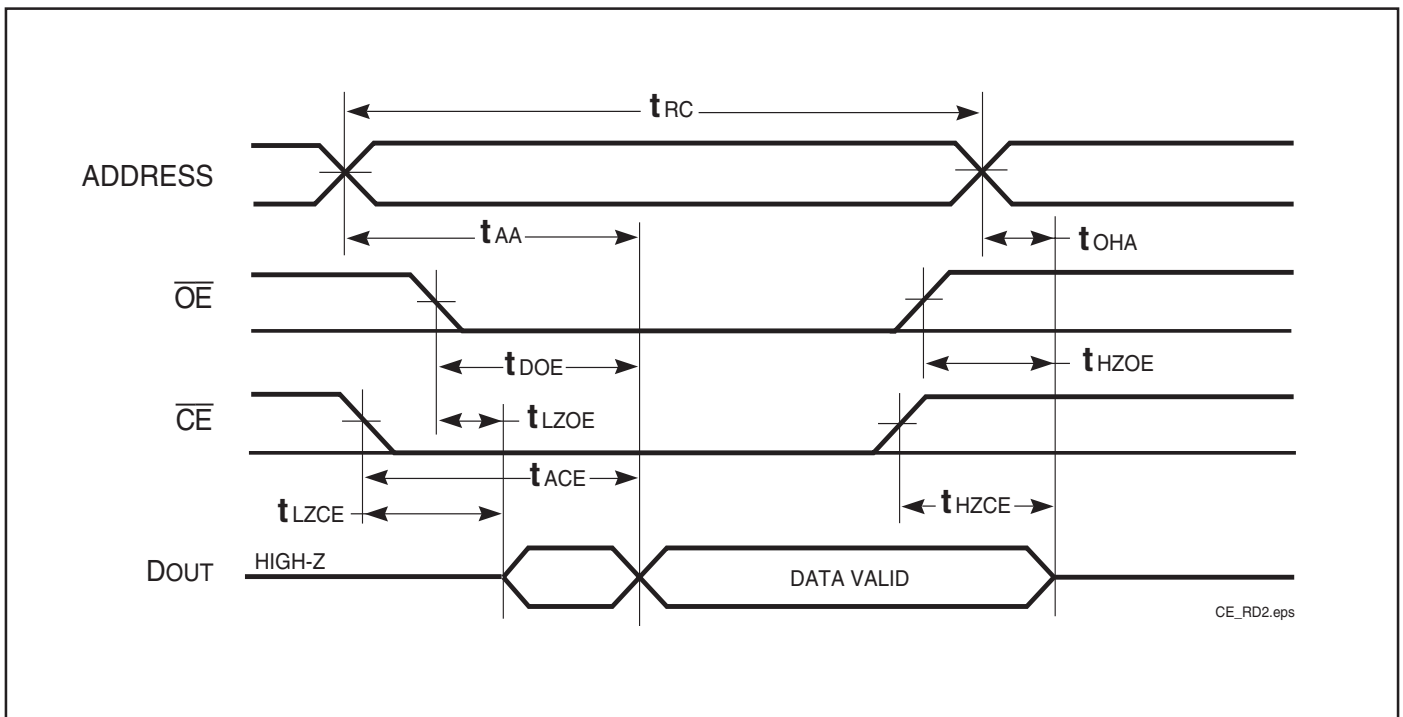 tRC
ADDRESS
tAA
tOHA
OE
tDOE
tHZOE
CE
tLZOE
tACE
tLZCE
tHZCE
DOUT
HIGH-Z
DATA VALID
CE_RD2.eps